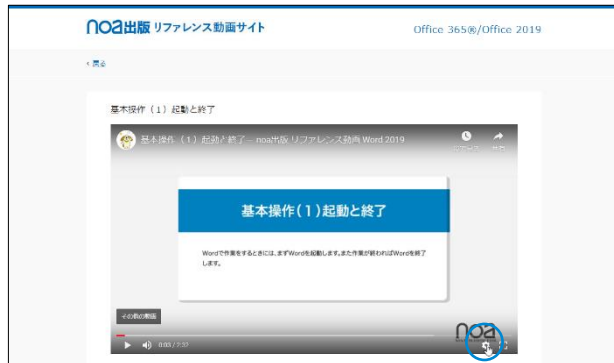 noa出版 リファレンス動画サイト
Office 365®/Office 2019
< 戻る
基本操作（1）起動と終了
基本操作（1）起動と終了 – noa出版 リファレンス動画 Word 2019
基本操作（1）起動と終了
Wordで作業をするときには、まずWordを起動します。また作業が終わればWordを終了
します。
その他の動画
noa
0:03 / 2:32